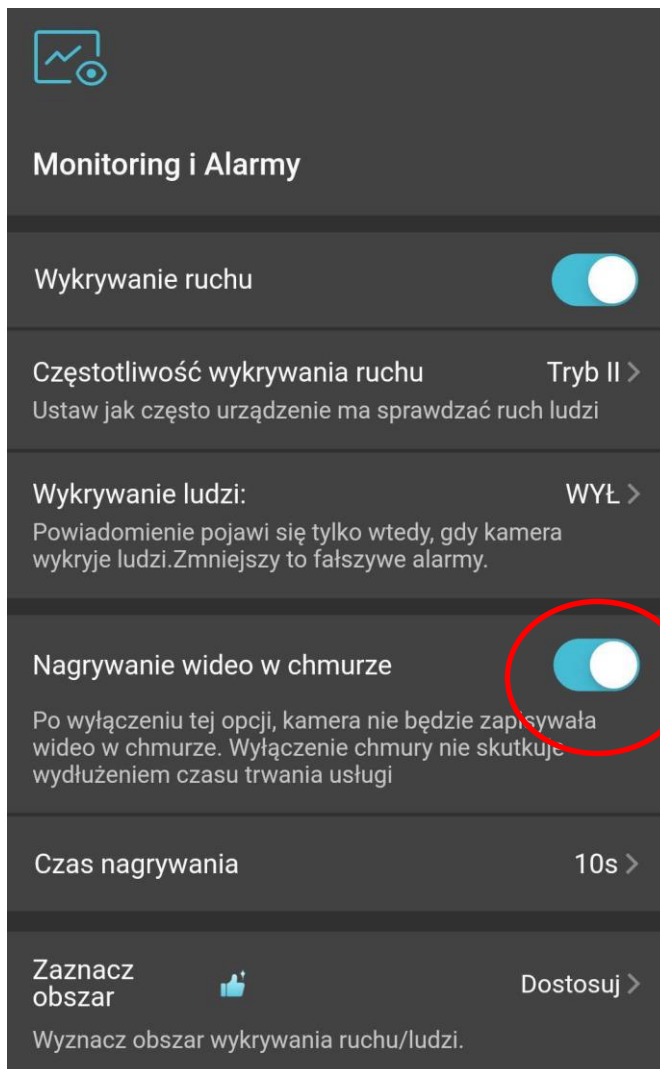 Monitoring i Alarmy
Wykrywanie ruchu
Częstotliwość wykrywania ruchu Tryb II >
Ustaw jak często urządzenie ma sprawdzać ruch ludzi
Wykrywanie ludzi: WYŁ >
Powiadomienie pojawi się tylko wtedy, gdy kamera
wykryje ludzi.Zmniejszy to fałszywe alarmy.
Nagrywanie wideo w chmurze
Po wyłączeniu tej opcji, kamera nie będzie zapisywała
wideo w chmurze. Wyłączenie chmury nie skutkuje
wydłużeniem czasu trwania usługi
Czas nagrywania 10s >
Zaznacz
obszar
Dostosuj >
Wyznacz obszar wykrywania ruchu/ludzi.